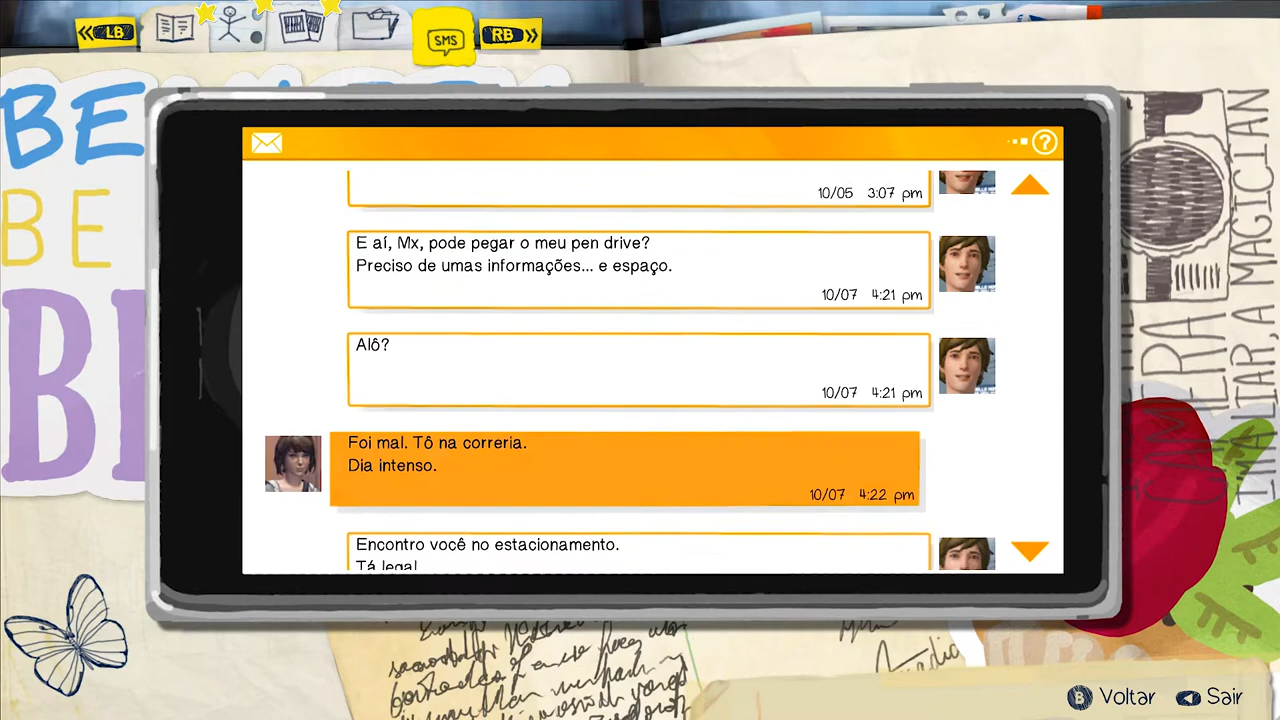 LB
SMS
RB
BE
BE
10/05 3:07 pm
E aí, Mx, pode pegar o meu pen drive?
Preciso de umas informações... e espaço.
10/07 4:21 pm
Alô?
10/07 4:21 pm
Foi mal. Tô na correria.
Dia intenso.
10/07 4:22 pm
Encontro você no estacionamento.
Tá legal
B Voltar
Sair